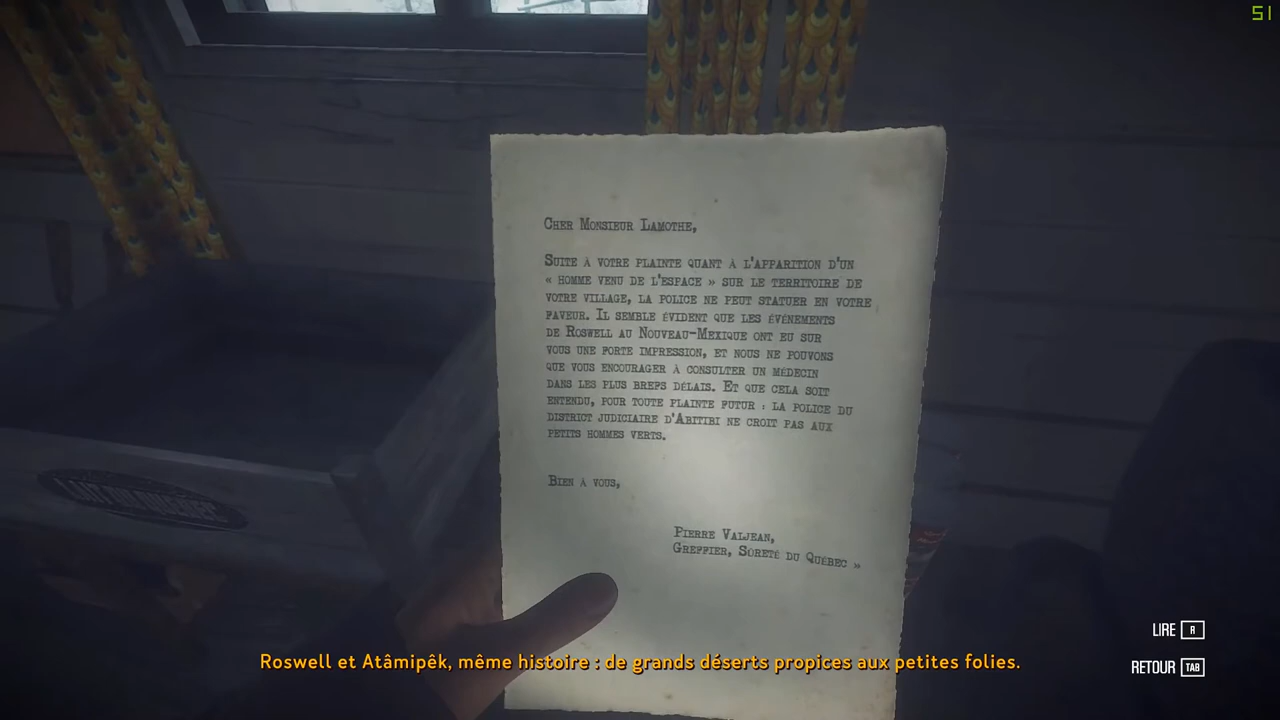 51
Cher Monsieur Lamothe,
Suite à votre plainte quant à l'apparition d'un
« homme venu de l'espace » sur le territoire de
votre village, la police ne peut statuer en votre
faveur. Il semble évident que les événements
de Roswell au Nouveau-Mexique ont eu sur
vous une forte impression, et nous ne pouvons
que vous encourager à consulter un médecin
dans les plus brefs délais. Et que cela soit
entendu, pour toute plainte futur : la police du
district judiciaire d'Abitibi ne croit pas aux
petits hommes verts.
Bien à vous,
Pierre Valjean,
Greffier, Sûreté du Québec »
LIRE R
Roswell et Atâmipêk, même histoire : de grands déserts propices aux petites folies.
RETOUR TAB